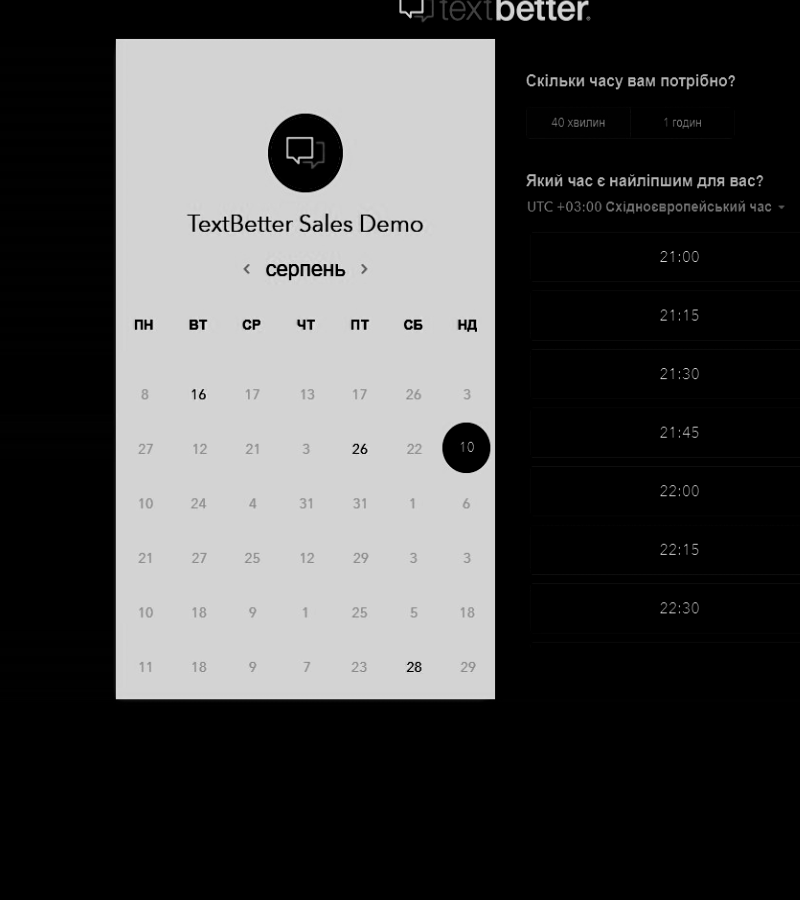 textbetter.
TextBetter Sales Demo
серпень
ПН ВТ СР ЧТ ПТ СБ НД
8 16 17 13 17 26 3
27 12 21 3 26 22 10
10 24 4 31 31 1 6
21 27 25 12 29 3 3
10 18 9 1 25 5 18
11 18 9 7 23 28 29
Скільки часу вам потрібно?
40 хвилин 1 годин
Який час є найліпшим для вас?
UTC +03:00 Східноєвропейський час
21:00
21:15
21:30
21:45
22:00
22:15
22:30